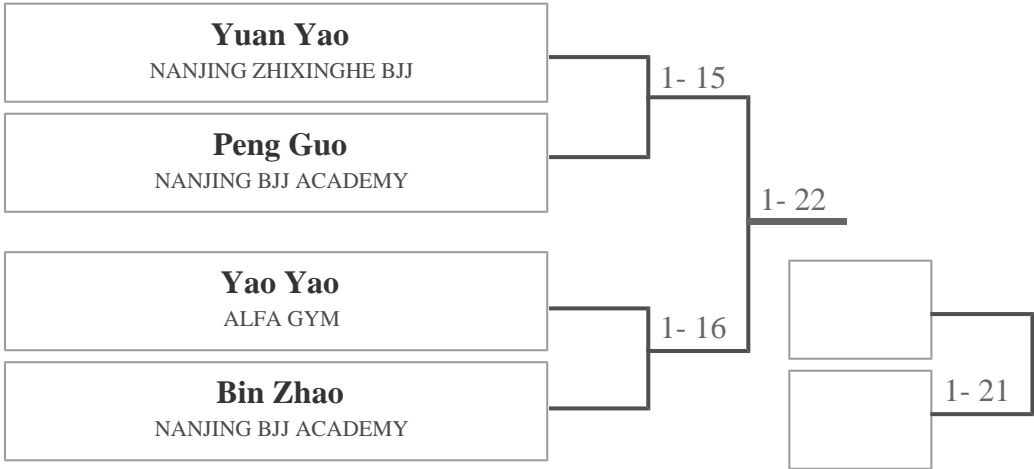 Yuan Yao
NANJING ZHIXINGHE BJJ
1- 15
Peng Guo
NANJING BJJ ACADEMY
1- 22
Yao Yao
ALFA GYM
1- 16
Bin Zhao
NANJING BJJ ACADEMY
1- 21